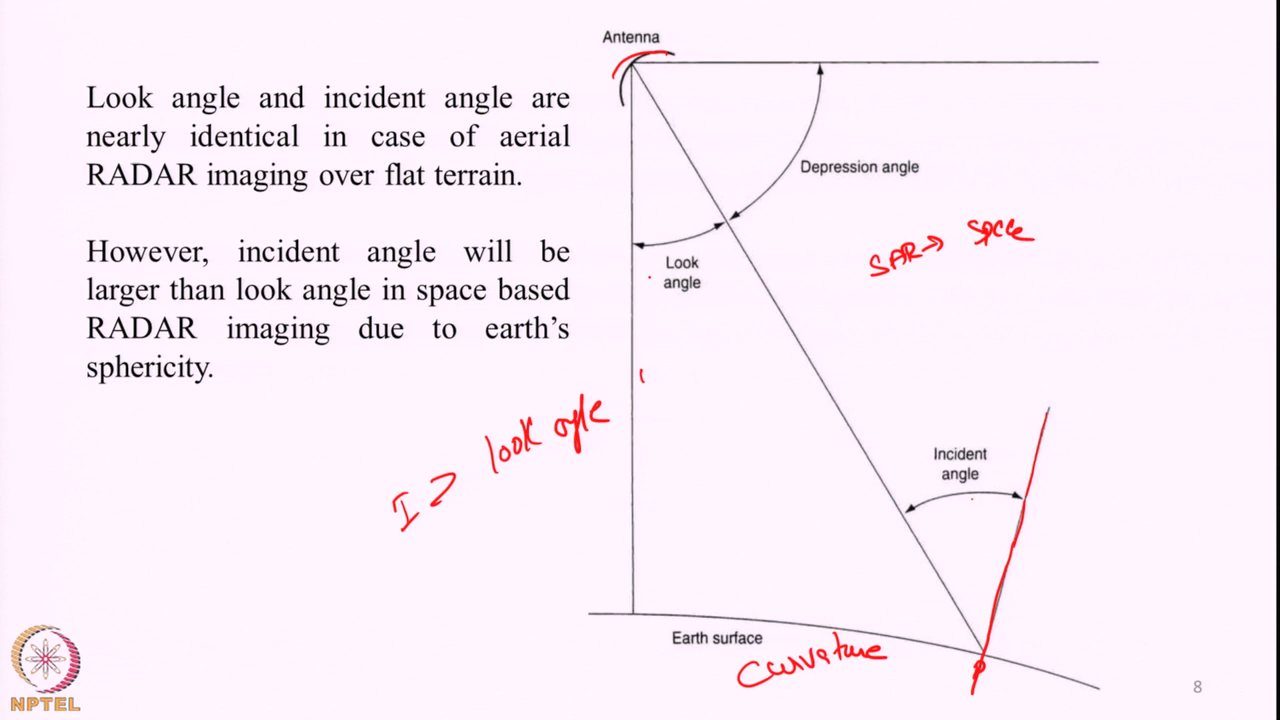 Antenna
Look angle and incident angle are
nearly identical in case of aerial
RADAR imaging over flat terrain.
However, incident angle will be
larger than look angle in space based
RADAR imaging due to earth's
sphericity.
Depression angle
SAR→ Space
Look
angle
I > look angle
Incident
angle
Earth surface
Curvature
P
NPTEL
8